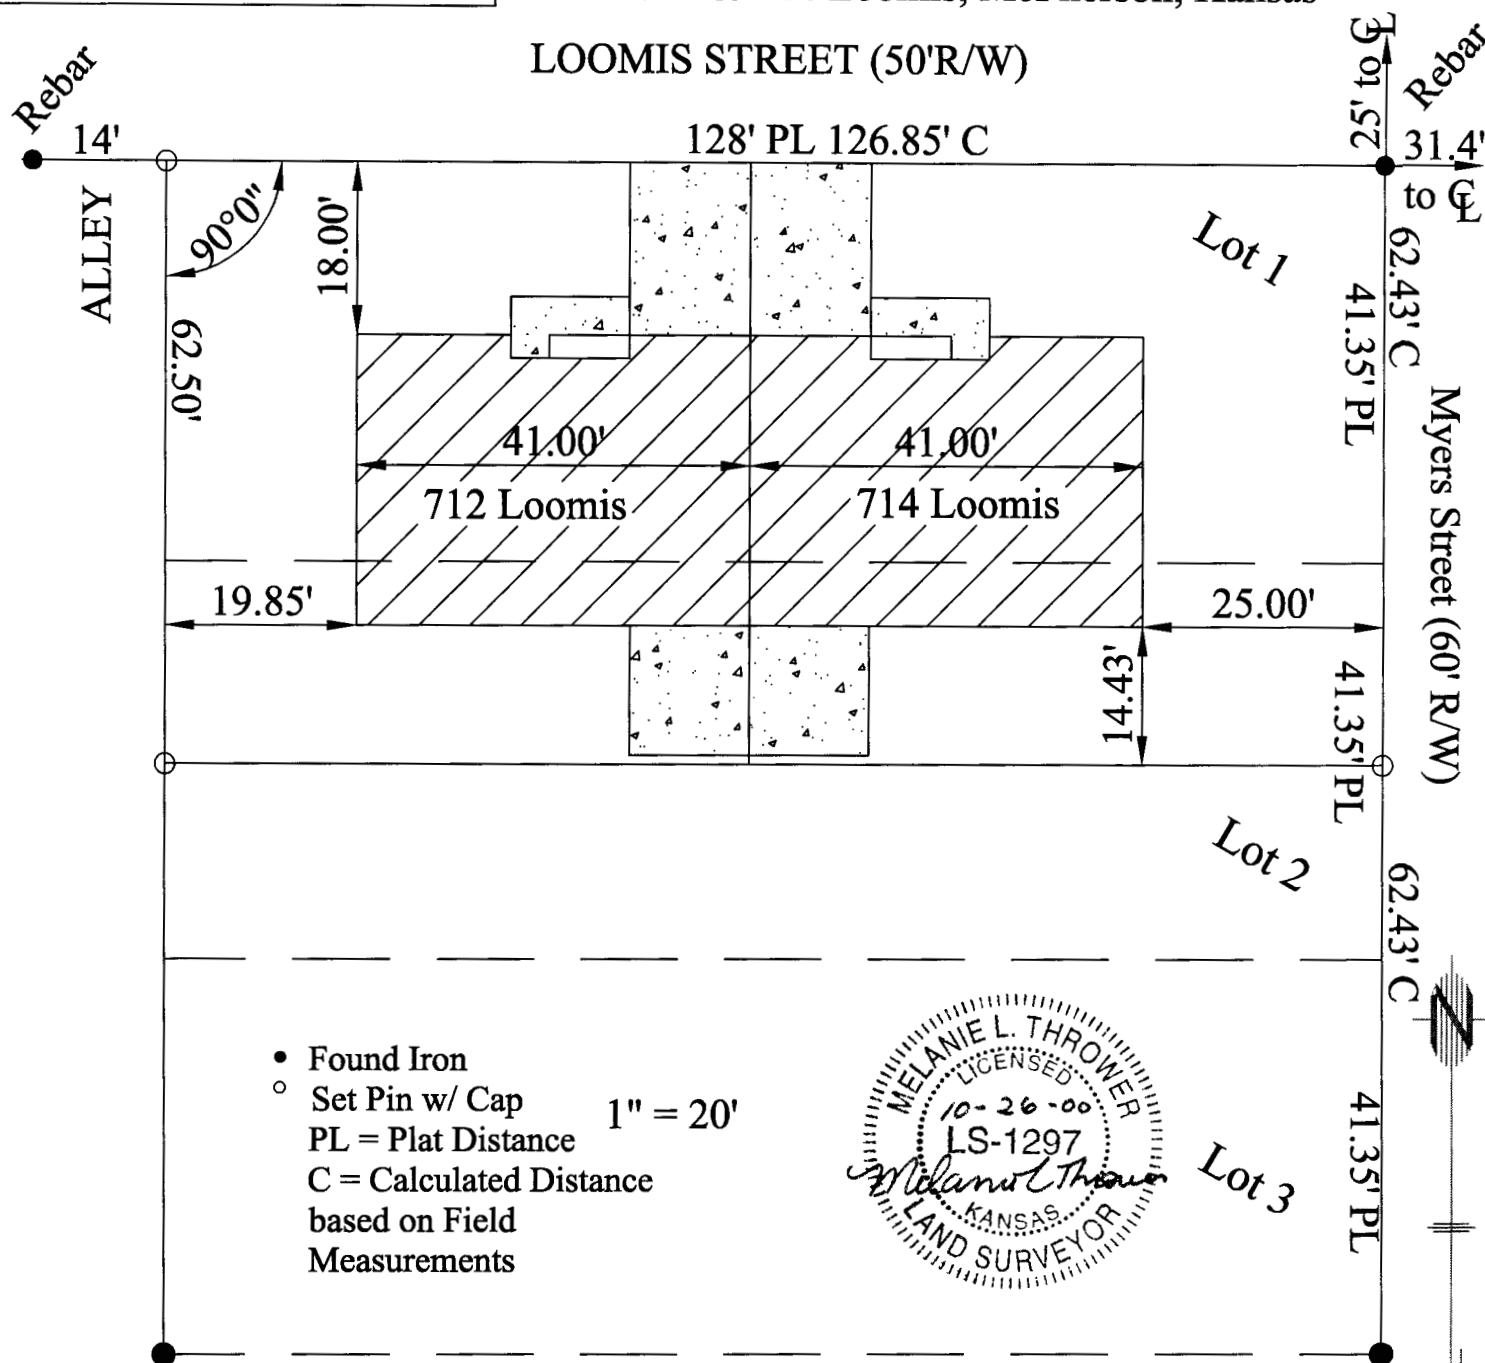 LOOMIS STREET (50'R/W)
Rebar
14'
128' PL 126.85' C
25' to CL
Rebar
31.4'
to CL
ALLEY
90°0"
18.00'
Lot 1
62.43' C
41.35' PL
62.50'
Myers Street (60' R/W)
41.00'
41.00'
712 Loomis
714 Loomis
19.85'
25.00'
14.43'
41.35' PL
Lot 2
62.43' C
N
Found Iron
Set Pin w/ Cap
1" = 20'
PL = Plat Distance
C = Calculated Distance
based on Field
Measurements
MELANIE L. THROWER
LICENSED
10-26-00
LS-1297
Melanie L Thrower
KANSAS
LAND SURVEYOR
Lot 3
41.35' PL